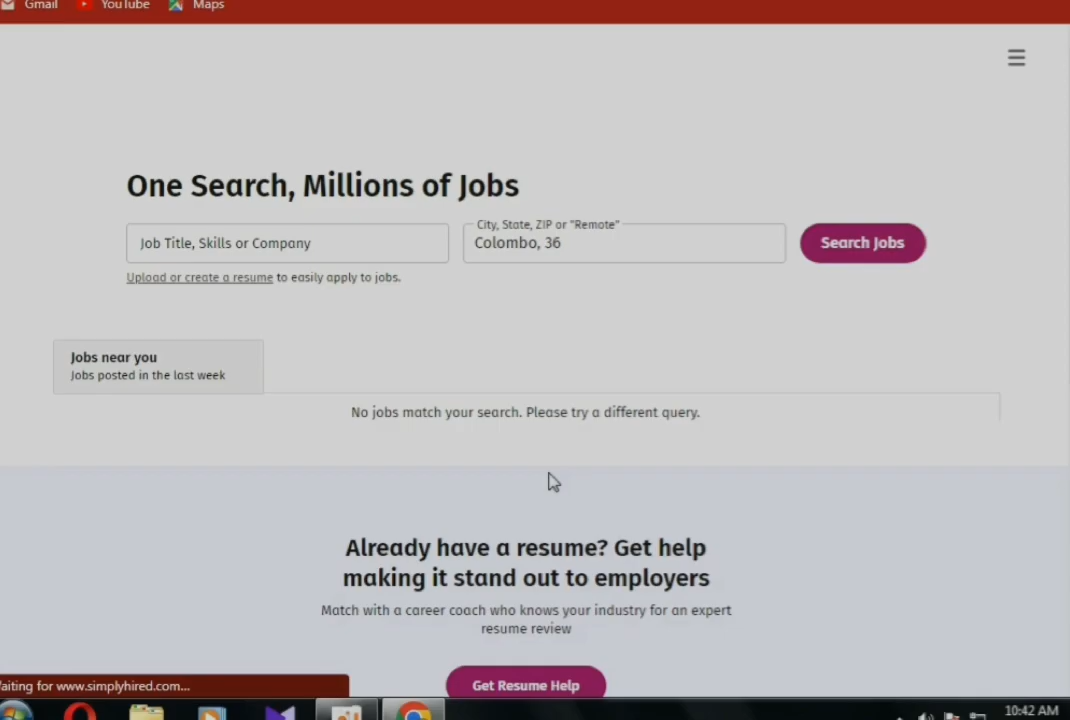 Gmail YouTube Maps
One Search, Millions of Jobs
City, State, ZIP or "Remote"
Job Title, Skills or Company
Colombo, 36
Search Jobs
Upload or create a resume to easily apply to jobs.
Jobs near you
Jobs posted in the last week
No jobs match your search. Please try a different query.
Already have a resume? Get help
making it stand out to employers
Match with a career coach who knows your industry for an expert
resume review
Get Resume Help
aiting for www.simplyhired.com...
10:42 AM